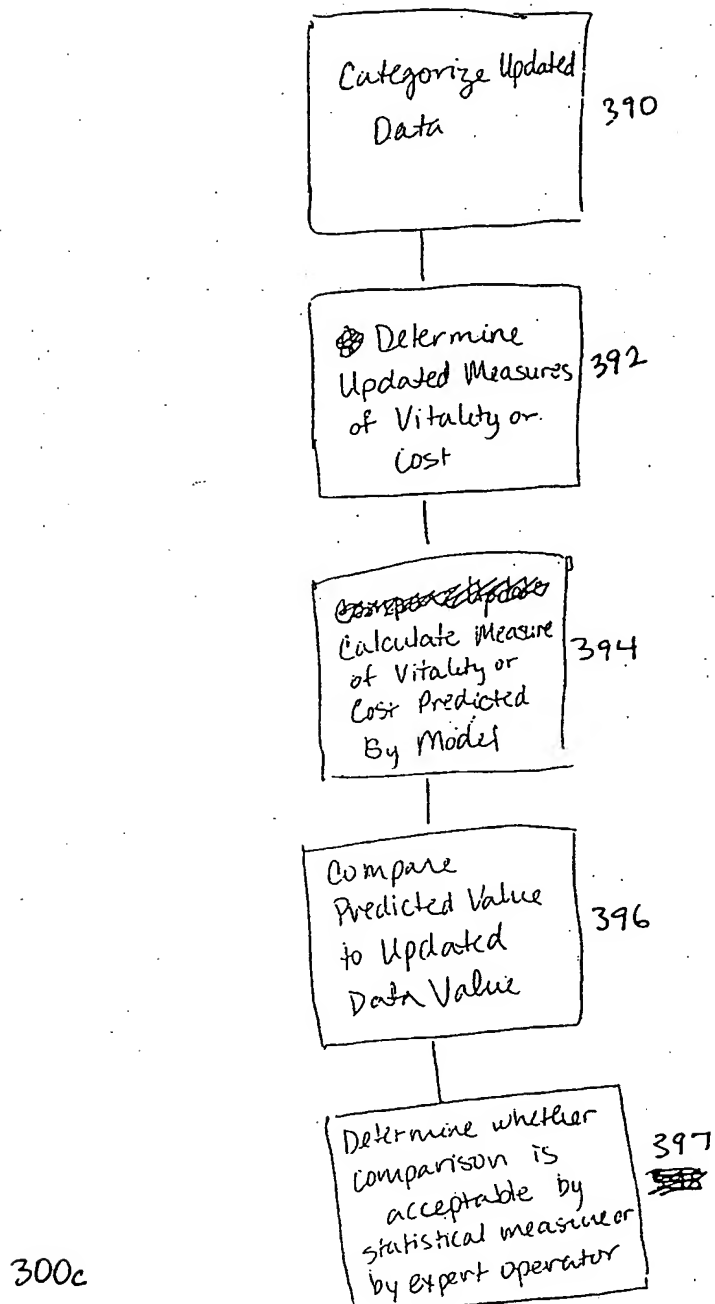 Categorize Updated
Data
390
Determine
Updated Measures
of Vitality or
Cost
392
Calculate Measure
of Vitality or
Cost Predicted
By Model
394
Compare
Predicted Value
to Updated
Data Value
396
Determine whether
comparison is
acceptable by
statistical measure or
by expert operator
397
300c